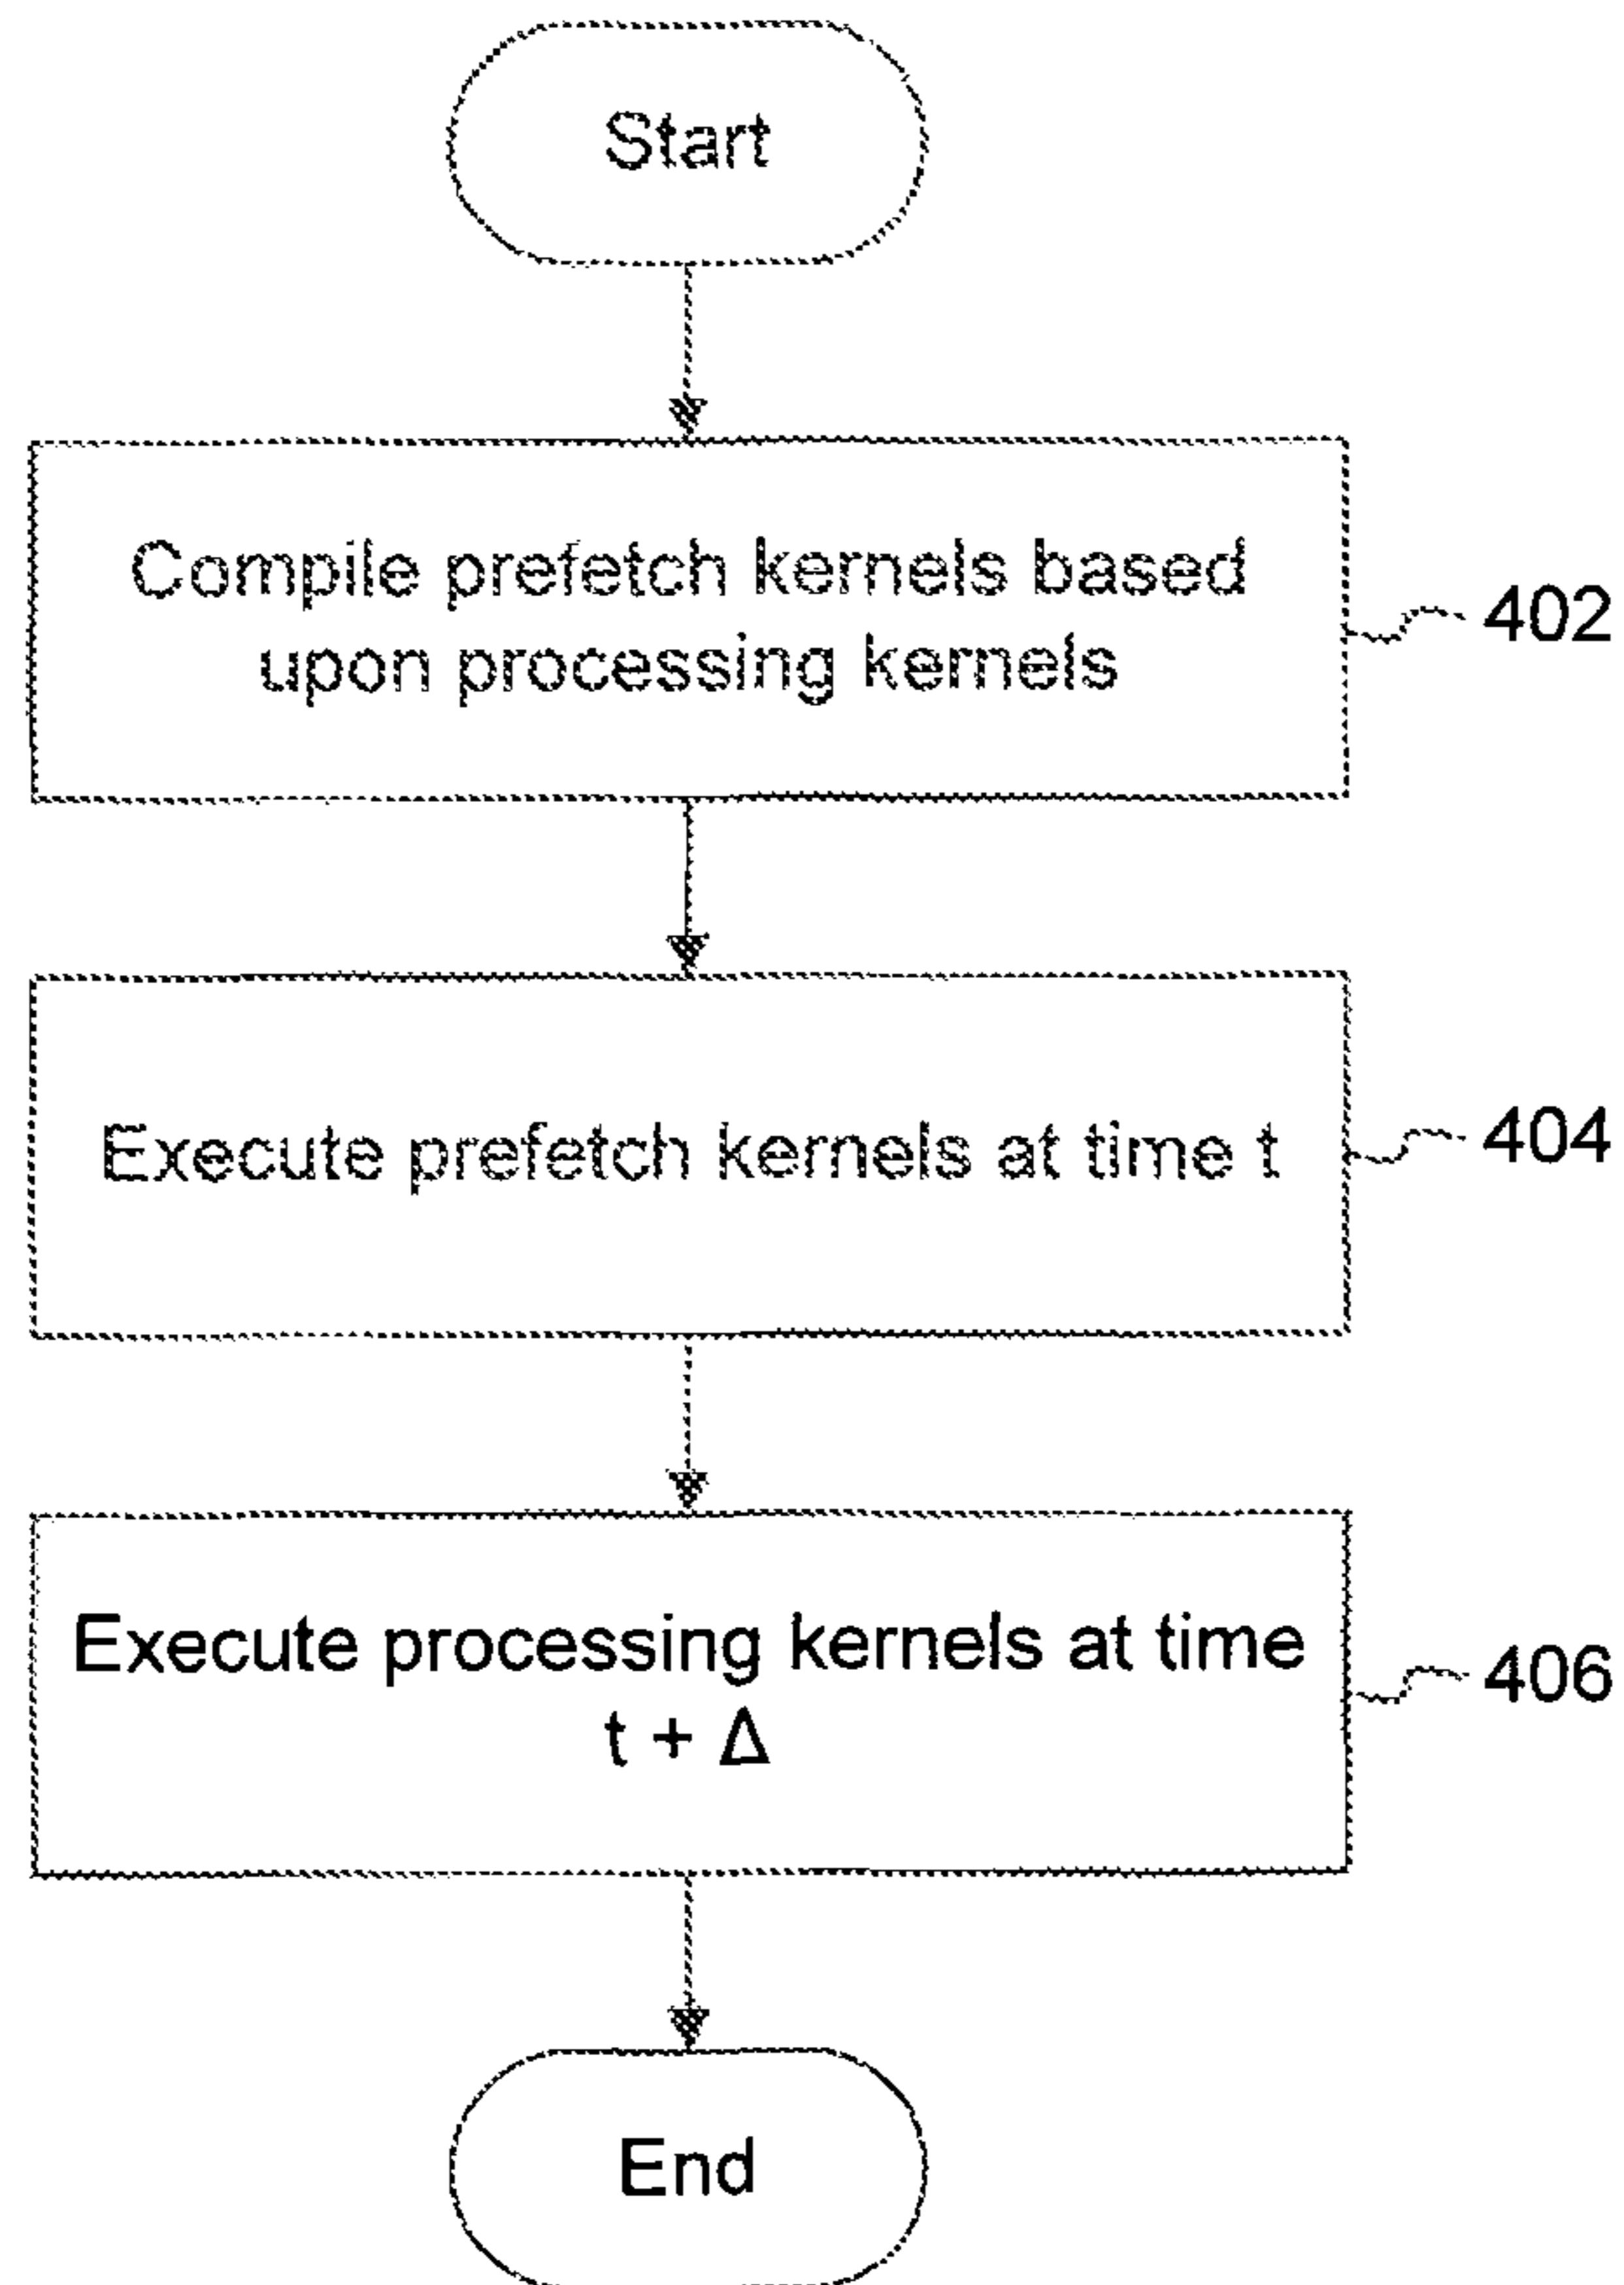 Start
Compile prefetch kernels based
upon processing kernels
402
Execute prefetch kernels at time t
404
Execute processing kernels at time
t + Δ
406
End